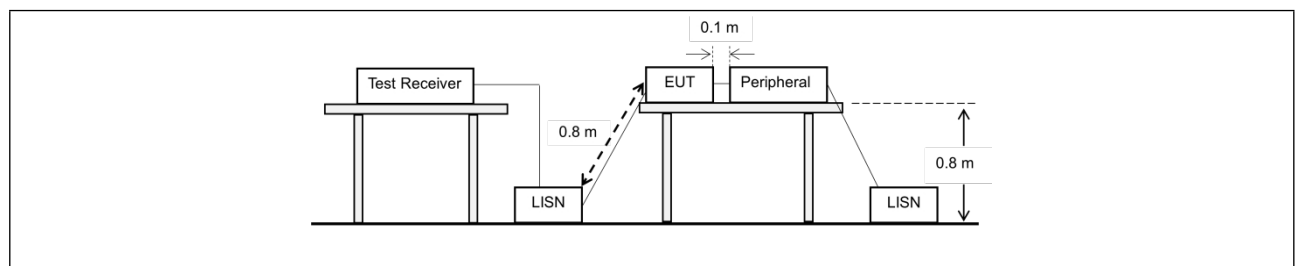 0.1 m
Test Receiver
EUT
Peripheral
0.8 m
0.8 m
LISN
LISN